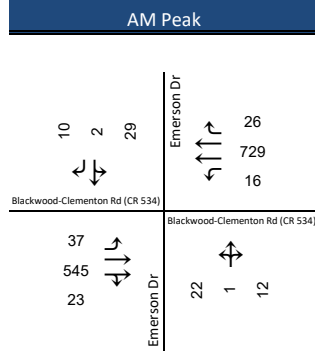 AM Peak
Emerson Dr
10 2 29
26
729
16
Blackwood-Clementon Rd (CR 534)
Blackwood-Clementon Rd (CR 534)
37
545
23
Emerson Dr
22 1 12